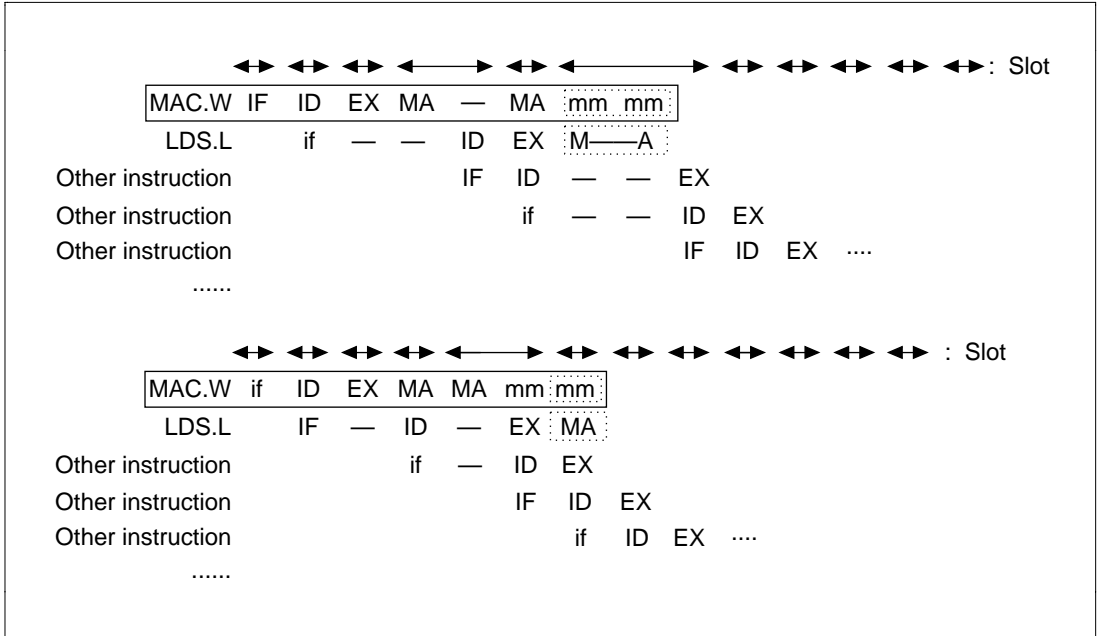 : Slot
MAC.W IF ID EX MA — MA mm mm
LDS.L if — — ID EX M——A
Other instruction IF ID — — EX
Other instruction if — — ID EX
Other instruction IF ID EX ....
......
: Slot
MAC.W if ID EX MA MA mm mm
LDS.L IF — ID — EX MA
Other instruction if — ID EX
Other instruction IF ID EX
Other instruction if ID EX ....
......